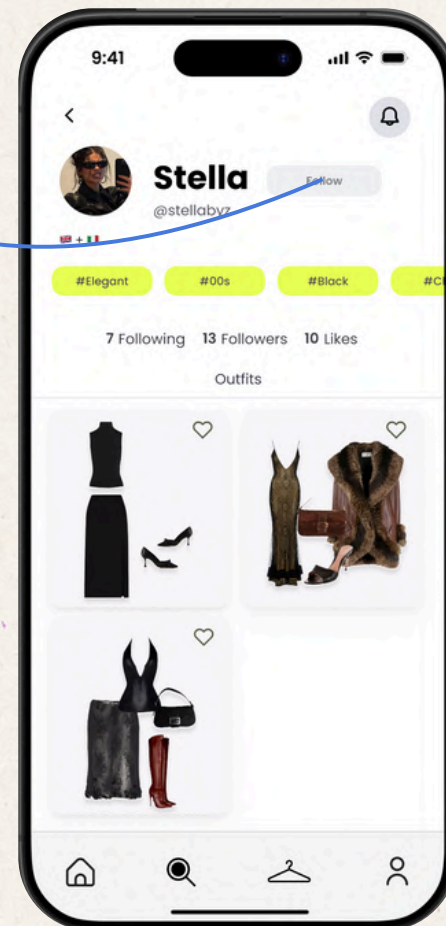 9:41
Stella
Follow
@stellabyz
#Elegant #00s #Black
7 Following 13 Followers 10 Likes
Outfits